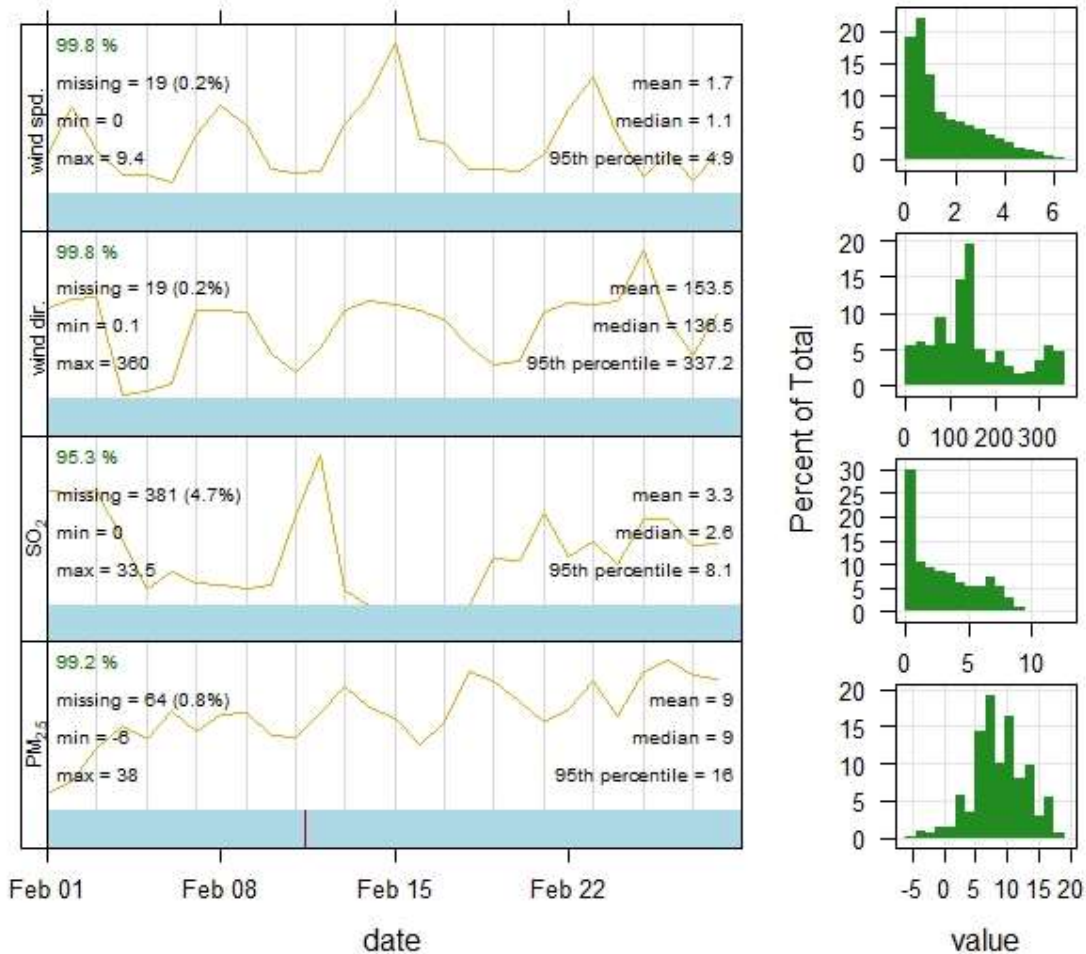 wind spd.
99.8 %
missing = 19 (0.2%)
min = 0
max = 9.4
mean = 1.7
median = 1.1
95th percentile = 4.9
wind dir.
99.8 %
missing = 19 (0.2%)
min = 0.1
max = 360
mean = 153.5
median = 136.5
95th percentile = 337.2
SO2
95.3 %
missing = 381 (4.7%)
min = 0
max = 33.5
mean = 3.3
median = 2.6
95th percentile = 8.1
PM2.5
99.2 %
missing = 64 (0.8%)
min = -6
max = 38
mean = 9
median = 9
95th percentile = 16
Feb 01 Feb 08 Feb 15 Feb 22
date
Percent of Total
20
15
10
5
0
0 2 4 6
20
15
10
5
0
0 100 200 300
30
25
20
15
10
5
0
0 5 10
20
15
10
5
0
-5 0 5 10 15 20
value